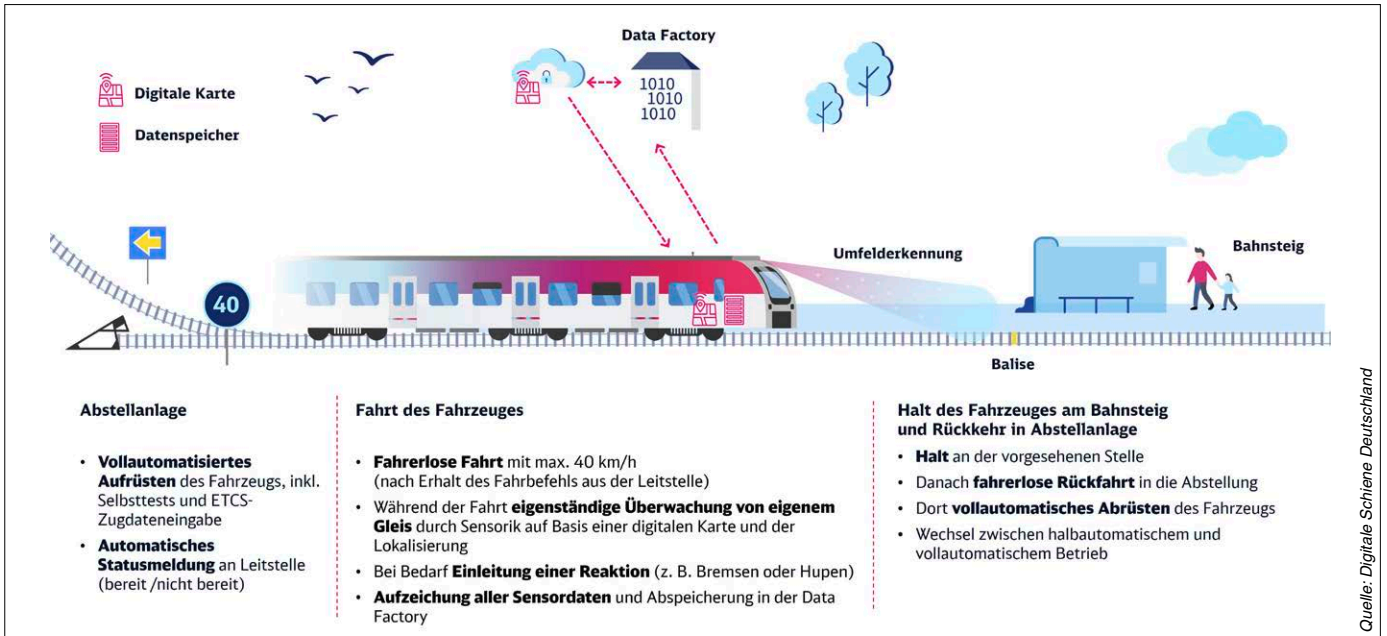 Data Factory
Digitale Karte
Datenspeicher
1010
1010
1010
Umfelderkennung
Bahnsteig
40
Balise
Abstellanlage
• Vollautomatisiertes
Aufrüsten des Fahrzeugs, inkl.
Selbsttests und ETCS-
Zugdateneingabe
• Automatisches
Statusmeldung an Leitstelle
(bereit /nicht bereit)
Fahrt des Fahrzeuges
• Fahrerlose Fahrt mit max. 40 km/h
(nach Erhalt des Fahrbefehls aus der Leitstelle)
• Während der Fahrt eigenständige Überwachung von eigenem
Gleis durch Sensorik auf Basis einer digitalen Karte und der
Lokalisierung
• Bei Bedarf Einleitung einer Reaktion (z. B. Bremsen oder Hupen)
• Aufzeichung aller Sensordaten und Abspeicherung in der Data
Factory
Halt des Fahrzeuges am Bahnsteig
und Rückkehr in Abstellanlage
• Halt an der vorgesehenen Stelle
• Danach fahrerlose Rückfahrt in die Abstellung
• Dort vollautomatisches Abrüsten des Fahrzeugs
• Wechsel zwischen halbautomatischem und
vollautomatischem Betrieb
Quelle: Digitale Schiene Deutschland